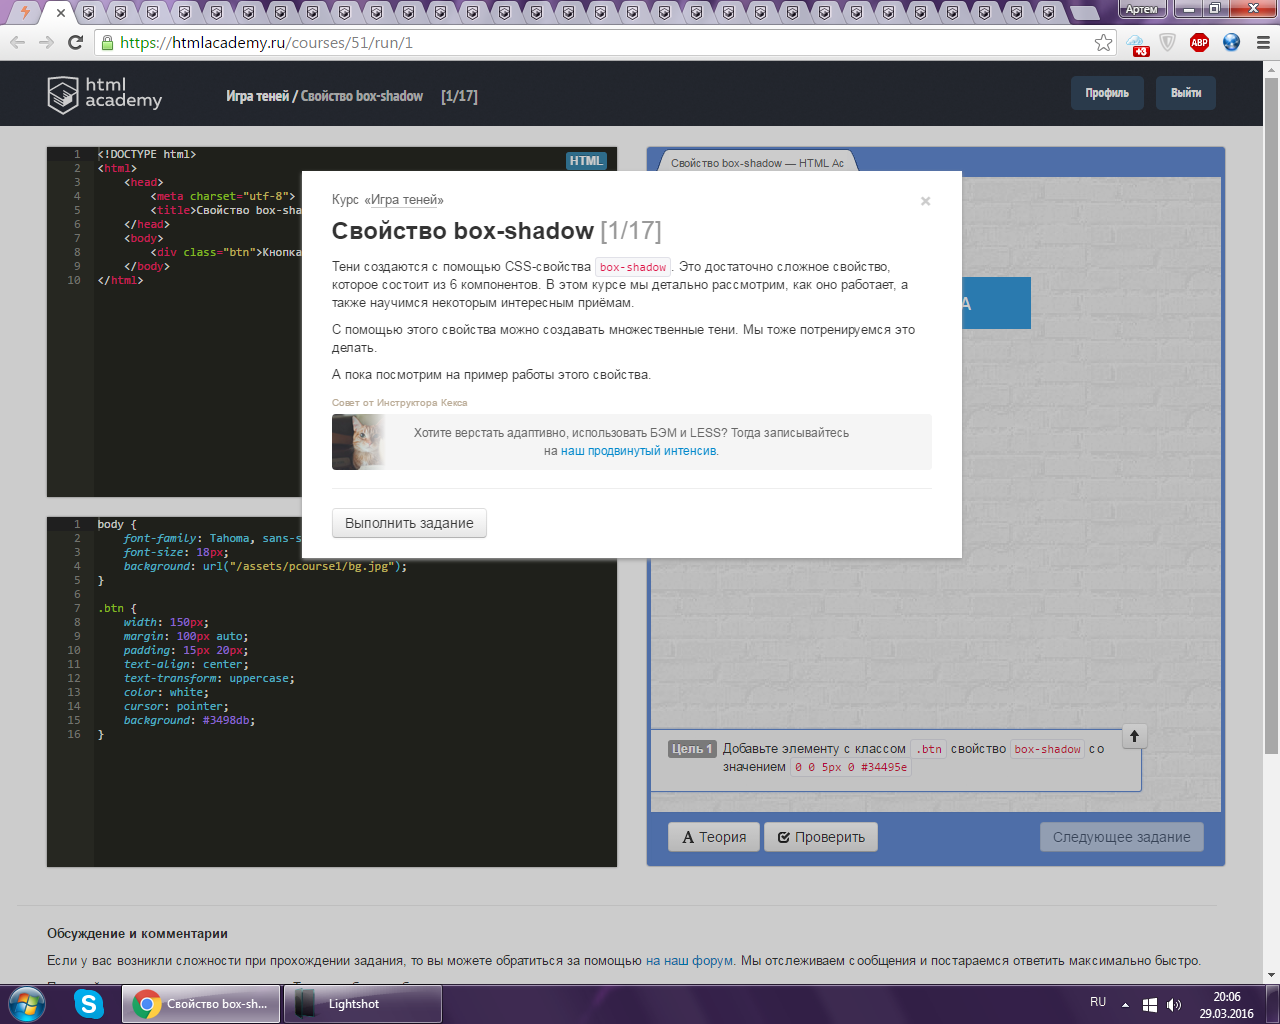 Артем
https://htmlacademy.ru/courses/51/run/1
+3
ABP
html
academy
Игра теней / Свойство box-shadow [1/17]
Профиль
Выйти
HTML
1 <!DOCTYPE html>
2 <html>
3 <head>
4 <meta charset="utf-8">
5 <title>Свойство box-sha
6 </head>
7 <body>
8 <div class="btn">Кнопка
9 </body>
10 </html>
Свойство box-shadow — HTML Ac
А
Курс «Игра теней»
×
Свойство box-shadow [1/17]
Тени создаются с помощью CSS-свойства box-shadow. Это достаточно сложное свойство,
которое состоит из 6 компонентов. В этом курсе мы детально рассмотрим, как оно работает, а
также научимся некоторым интересным приёмам.
С помощью этого свойства можно создавать множественные тени. Мы тоже потренируемся это
делать.
А пока посмотрим на пример работы этого свойства.
Совет от Инструктора Кекса
Хотите верстать адаптивно, использовать БЭМ и LESS? Тогда записывайтесь
на наш продвинутый интенсив.
Выполнить задание
1 body {
2 font-family: Tahoma, sans-s
3 font-size: 18px;
4 background: url("/assets/pcourse1/bg.jpg");
5 }
6
7 .btn {
8 width: 150px;
9 margin: 100px auto;
10 padding: 15px 20px;
11 text-align: center;
12 text-transform: uppercase;
13 color: white;
14 cursor: pointer;
15 background: #3498db;
16 }
Цель 1 Добавьте элементу с классом .btn свойство box-shadow со
значением 0 0 5px 0 #34495e
Теория
Проверить
Следующее задание
Обсуждение и комментарии
Если у вас возникли сложности при прохождении задания, то вы можете обратиться за помощью на наш форум. Мы отслеживаем сообщения и постараемся ответить максимально быстро.
Свойство box-sh...
Lightshot
RU
20:06
29.03.2016